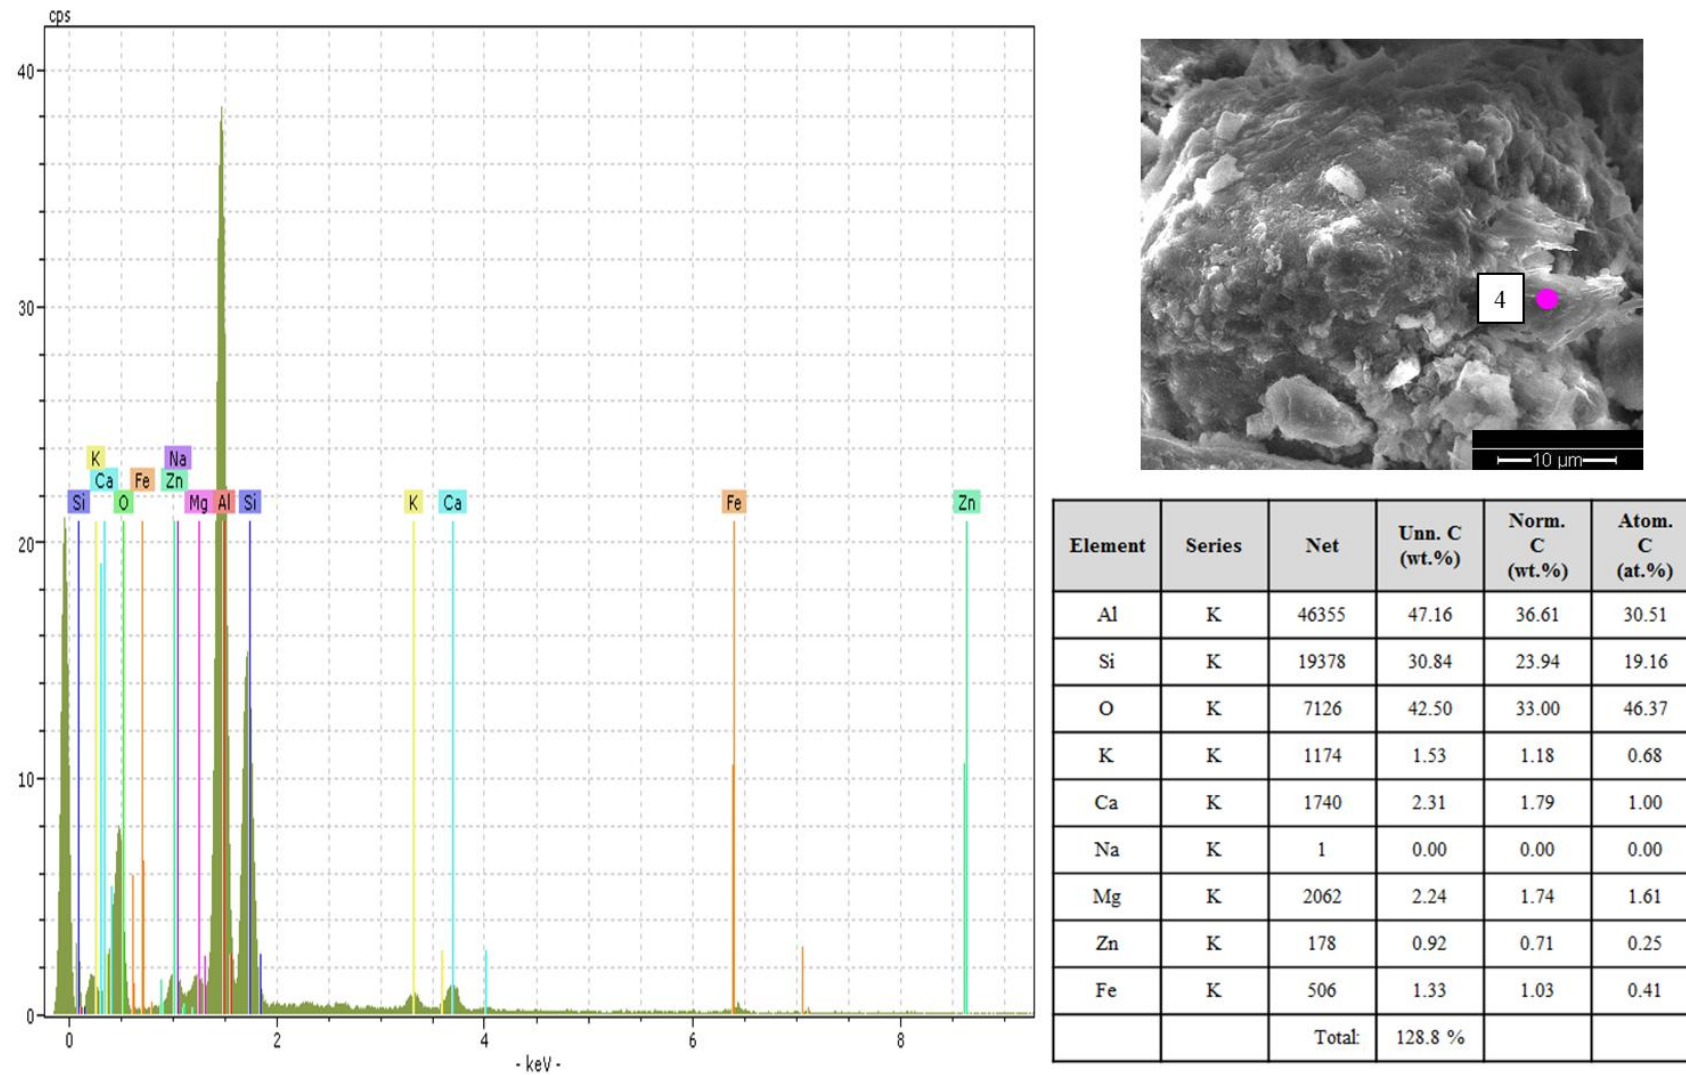 cps
40
30
20
10
0
K
Na
Ca
Fe
Zn
Si
O
Mg
Al
Si
K
Ca
Fe
Zn
0 2 4 6 8
- keV -
4
10 µm
Element Series Net Unn. C (wt.%) Norm. C (wt.%) Atom. C (at.%)
Al K 46355 47.16 36.61 30.51
Si K 19378 30.84 23.94 19.16
O K 7126 42.50 33.00 46.37
K K 1174 1.53 1.18 0.68
Ca K 1740 2.31 1.79 1.00
Na K 1 0.00 0.00 0.00
Mg K 2062 2.24 1.74 1.61
Zn K 178 0.92 0.71 0.25
Fe K 506 1.33 1.03 0.41
Total: 128.8 %